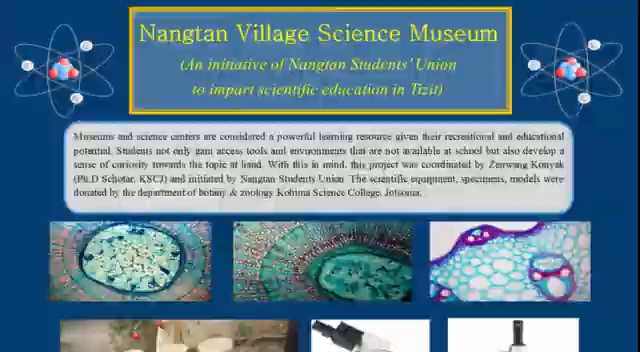 Nangtan Village Science Museum
(An initiative of Nangtan Students' Union
to impart scientific education in Tizit)
Museums and science centers are considered a powerful learning resource given their recreational and educational
potential. Students not only gain access tools and environments that are not available at school but also develop a
sense of curiosity towards the topic at hand. With this in mind, this project was coordinated by Zenwang Konyak
(Ph.D Scholar, KSCJ) and initiated by Nangtan Students Union. The scientific equipment, specimens, models were
donated by the department of botany & zoology Kohima Science College, Jotsoma.